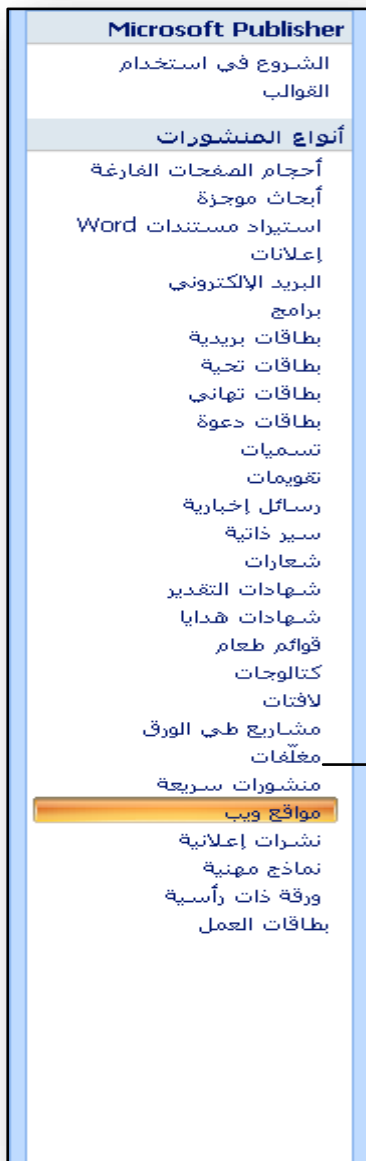 Microsoft Publisher
الشروع في استخدام
القوالب
أنواع المنشورات
أحجام الصفحات الفارغة
أبحاث موجزة
استيراد مستندات Word
إعلانات
البريد الإلكتروني
برامج
بطاقات بريدية
بطاقات تحية
بطاقات تهاني
بطاقات دعوة
تسميات
تقويمات
رسائل إخبارية
سير ذاتية
شعارات
شهادات التقدير
شهادات هدايا
قوائم طعام
كتالوجات
لافتات
مشاريع طي الورق
مغلّفات
منشورات سريعة
مواقع ويب
نشرات إعلانية
نماذج مهنية
ورقة ذات رأسية
بطاقات العمل